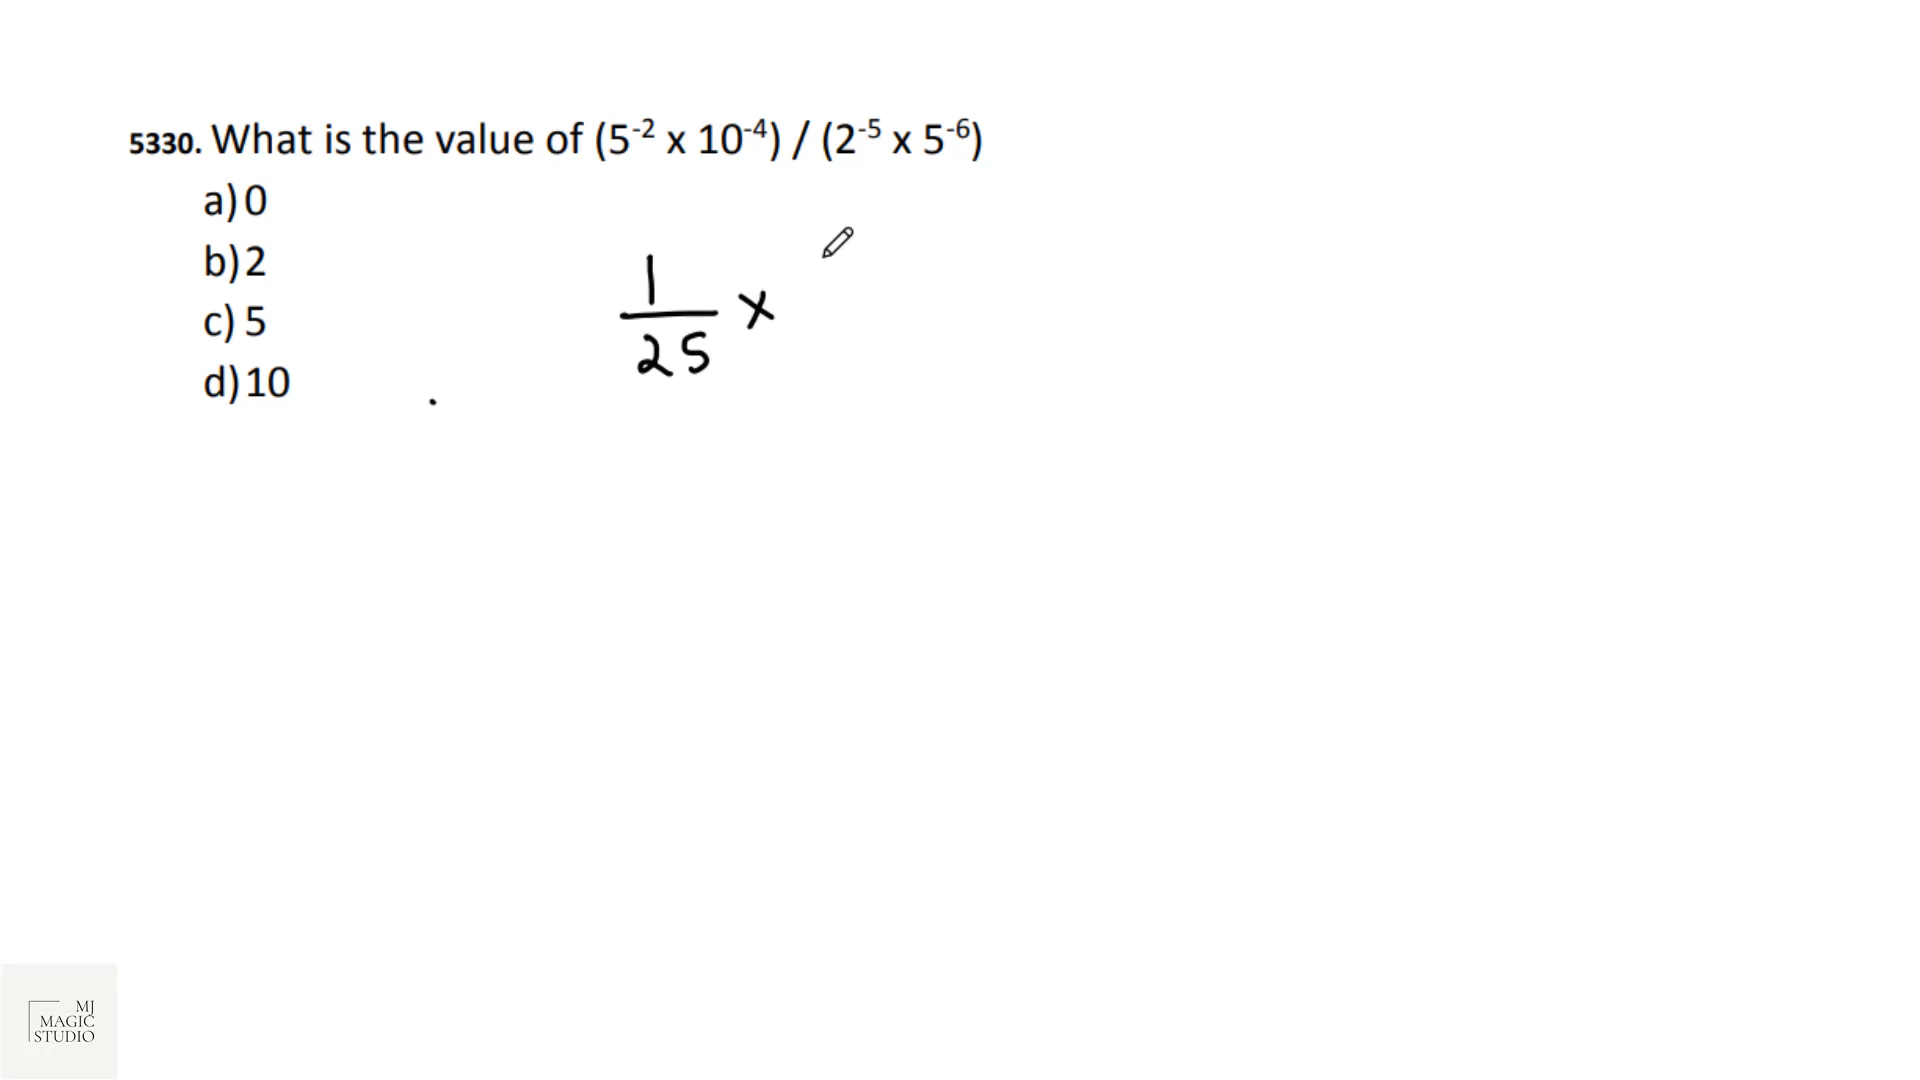 5330. What is the value of (5⁻² x 10⁻⁴) / (2⁻⁵ x 5⁻⁶)
a) 0
b) 2
c) 5
d) 10
1
25
x
MJ
MAGIC
STUDIO